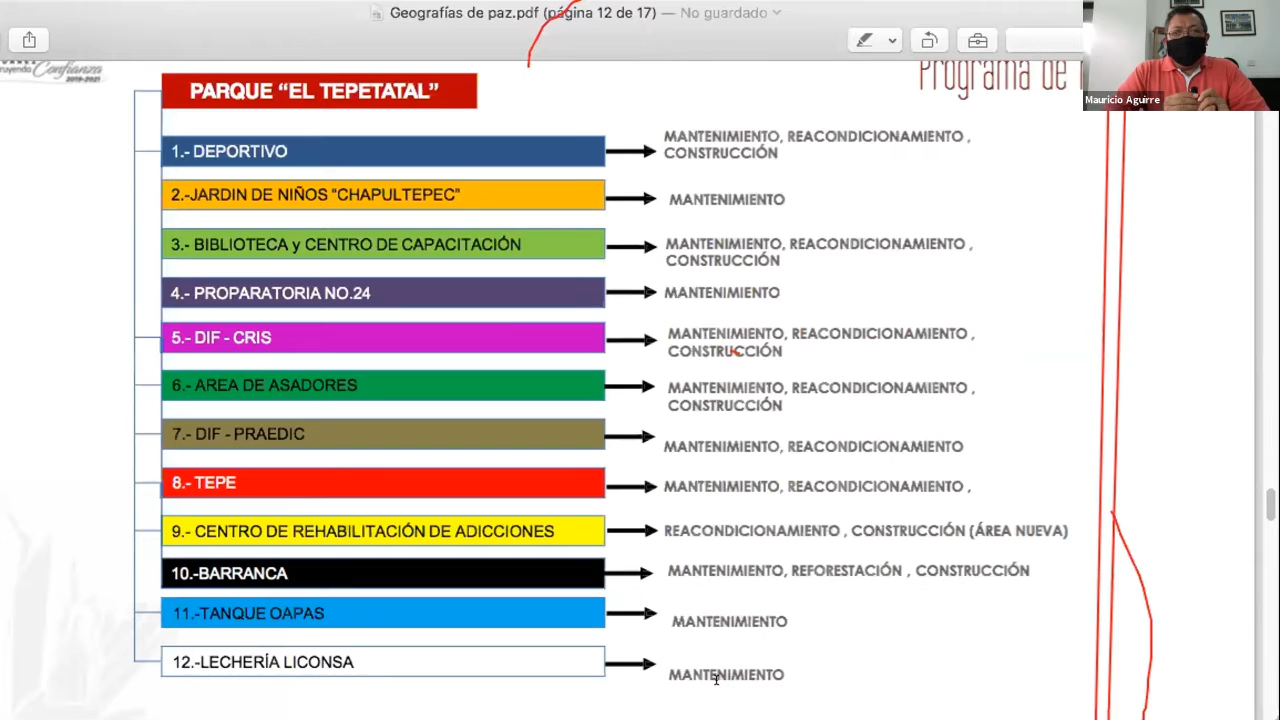 Geografías de paz.pdf (página 12 de 17) — No guardado
Confianza
2019-2021
Programa de
Mauricio Aguirre
PARQUE “EL TEPETATAL”
1.- DEPORTIVO
MANTENIMIENTO, REACONDICIONAMIENTO ,
CONSTRUCCIÓN
2.-JARDIN DE NIÑOS “CHAPULTEPEC”
MANTENIMIENTO
3.- BIBLIOTECA y CENTRO DE CAPACITACIÓN
MANTENIMIENTO, REACONDICIONAMIENTO ,
CONSTRUCCIÓN
4.- PROPARATORIA NO.24
MANTENIMIENTO
5.- DIF - CRIS
MANTENIMIENTO, REACONDICIONAMIENTO ,
CONSTRUCCIÓN
6.- AREA DE ASADORES
MANTENIMIENTO, REACONDICIONAMIENTO ,
CONSTRUCCIÓN
7.- DIF - PRAEDIC
MANTENIMIENTO, REACONDICIONAMIENTO
8.- TEPE
MANTENIMIENTO, REACONDICIONAMIENTO ,
9.- CENTRO DE REHABILITACIÓN DE ADICCIONES
REACONDICIONAMIENTO , CONSTRUCCIÓN (ÁREA NUEVA)
10.-BARRANCA
MANTENIMIENTO, REFORESTACIÓN , CONSTRUCCIÓN
11.-TANQUE OAPAS
MANTENIMIENTO
12.-LECHERÍA LICONSA
MANTENIMIENTO